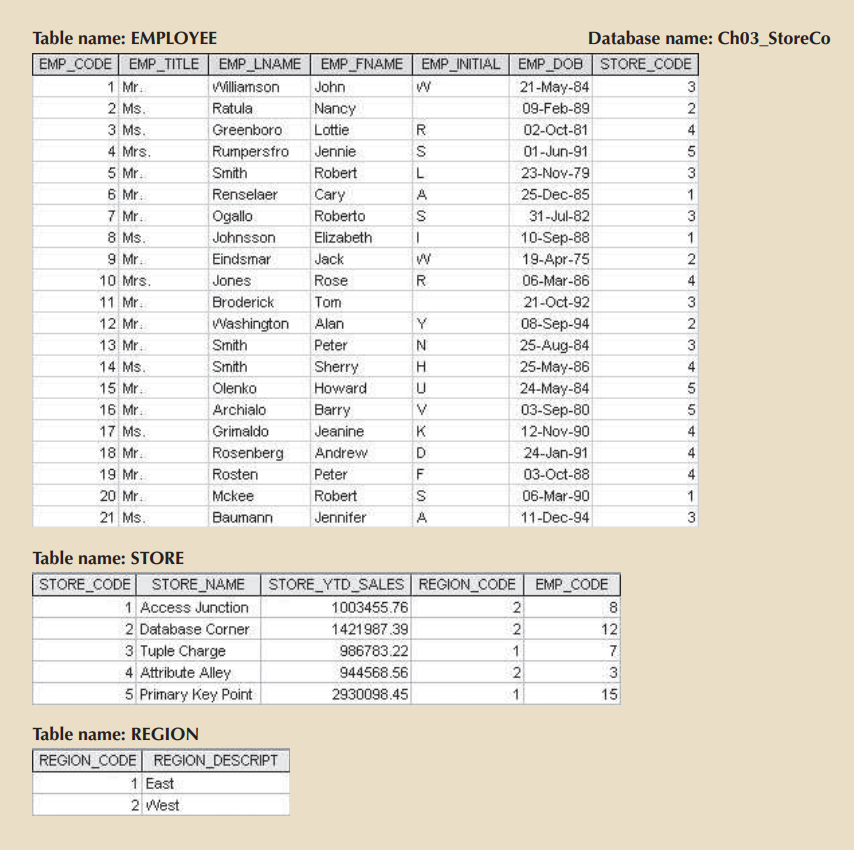 Table name: EMPLOYEE Database name: Ch03_StoreCo
EMP_CODE EMP_TITLE EMP_LNAME EMP_FNAME EMP_INITIAL EMP_DOB STORE_CODE
1 Mr. Williamson John W 21-May-84 3
2 Ms. Ratula Nancy 09-Feb-89 2
3 Ms. Greenboro Lottie R 02-Oct-81 4
4 Mrs. Rumpersfro Jennie S 01-Jun-91 5
5 Mr. Smith Robert L 23-Nov-79 3
6 Mr. Renselaer Cary A 25-Dec-85 1
7 Mr. Ogallo Roberto S 31-Jul-82 3
8 Ms. Johnsson Elizabeth I 10-Sep-88 1
9 Mr. Eindsmar Jack W 19-Apr-75 2
10 Mrs. Jones Rose R 06-Mar-86 4
11 Mr. Broderick Tom 21-Oct-92 3
12 Mr. Washington Alan Y 08-Sep-94 2
13 Mr. Smith Peter N 25-Aug-84 3
14 Ms. Smith Sherry H 25-May-86 4
15 Mr. Olenko Howard U 24-May-84 5
16 Mr. Archialo Barry V 03-Sep-80 5
17 Ms. Grimaldo Jeanine K 12-Nov-90 4
18 Mr. Rosenberg Andrew D 24-Jan-91 4
19 Mr. Rosten Peter F 03-Oct-88 4
20 Mr. Mckee Robert S 06-Mar-90 1
21 Ms. Baumann Jennifer A 11-Dec-94 3
Table name: STORE
STORE_CODE STORE_NAME STORE_YTD_SALES REGION_CODE EMP_CODE
1 Access Junction 1003455.76 2 8
2 Database Corner 1421987.39 2 12
3 Tuple Charge 986783.22 1 7
4 Attribute Alley 944568.56 2 3
5 Primary Key Point 2930098.45 1 15
Table name: REGION
REGION_CODE REGION_DESCRIPT
1 East
2 West